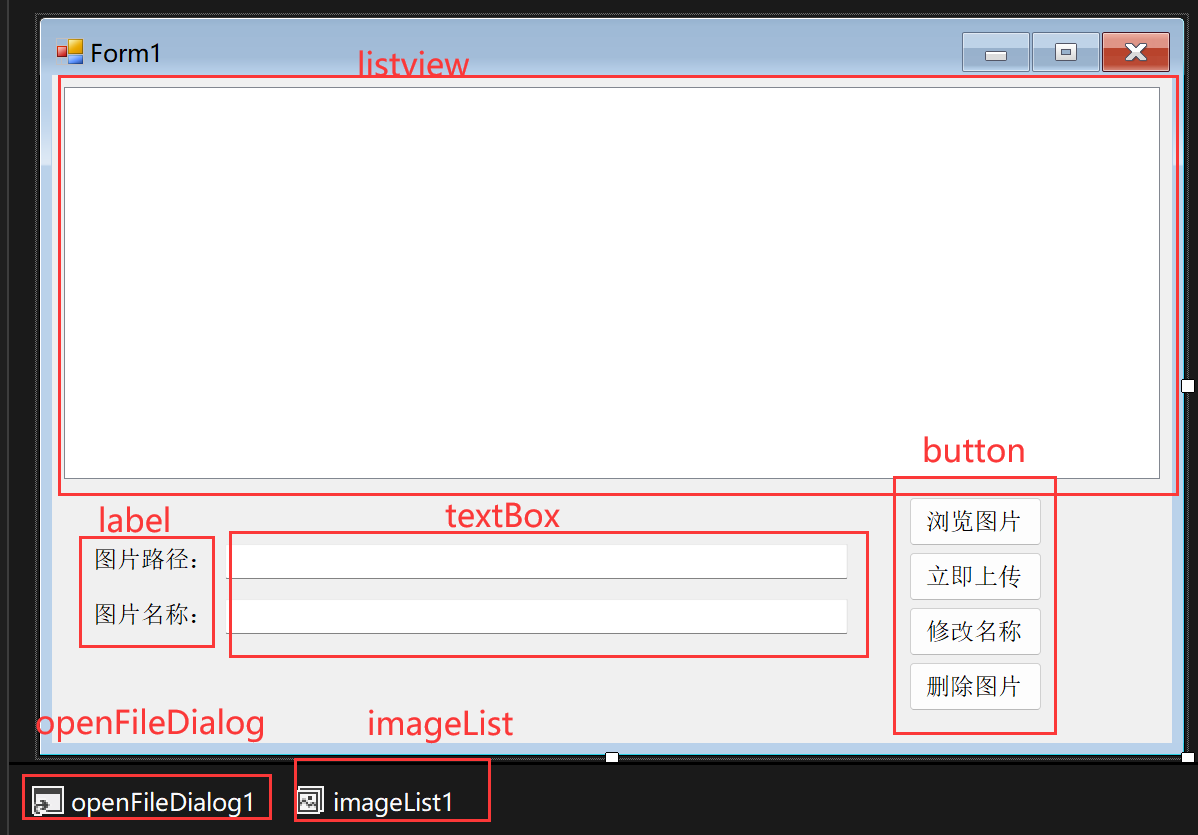 Form1
listview
button
label
textBox
图片路径：
浏览图片
立即上传
图片名称：
修改名称
删除图片
openFileDialog
imageList
openFileDialog1
imageList1